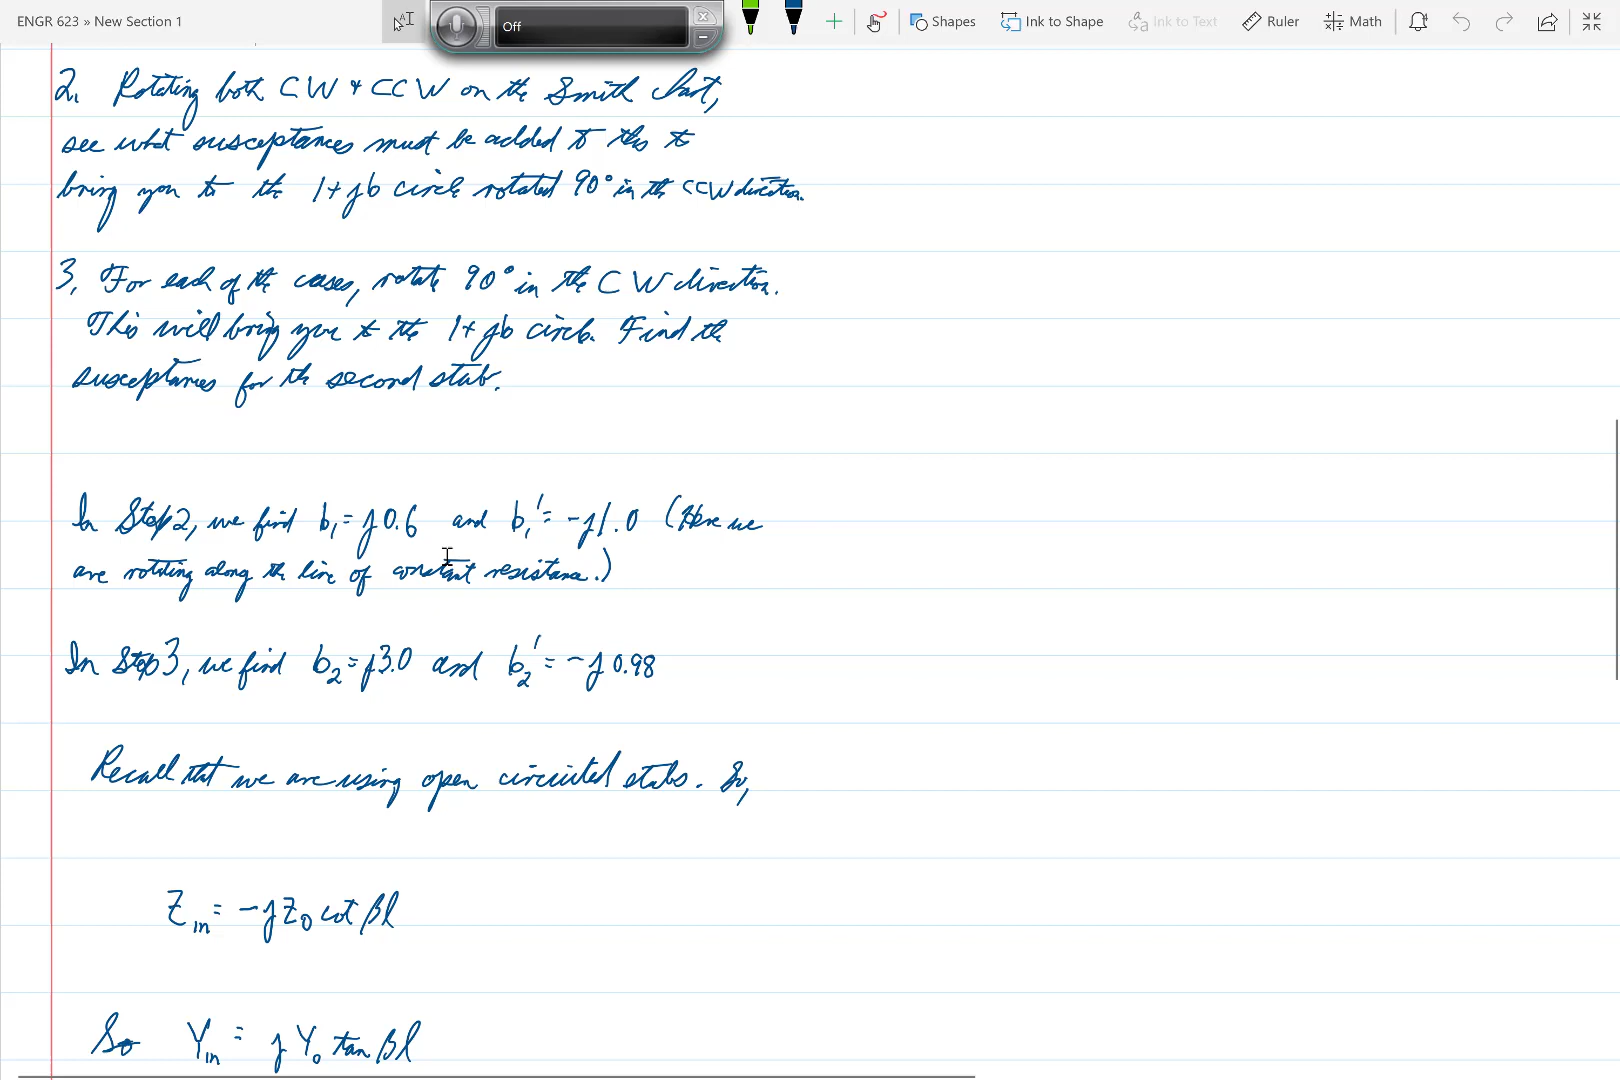 ENGR 623 » New Section 1
Off
Shapes
Ink to Shape
Ink to Text
Ruler
Math
2. Rotating both CW & CCW on the Smith Chart,
see what susceptances must be added to this to
bring you to the 1+jb circle rotated 90° in the CCW direction.
3. For each of the cases, rotate 90° in the CW direction.
This will bring you to the 1+jb circle. Find the
susceptances for the second stub.
In Step 2, we find b₁ = j0.6 and b₁' = -j1.0 (Here we
are rotating along the line of constant resistance.)
In Step 3, we find b₂ = j3.0 and b₂' = -j0.98
Recall that we are using open circuited stubs. So,
Z_in = -jZ₀ cot βl
So Y_in = jY₀ tan βl